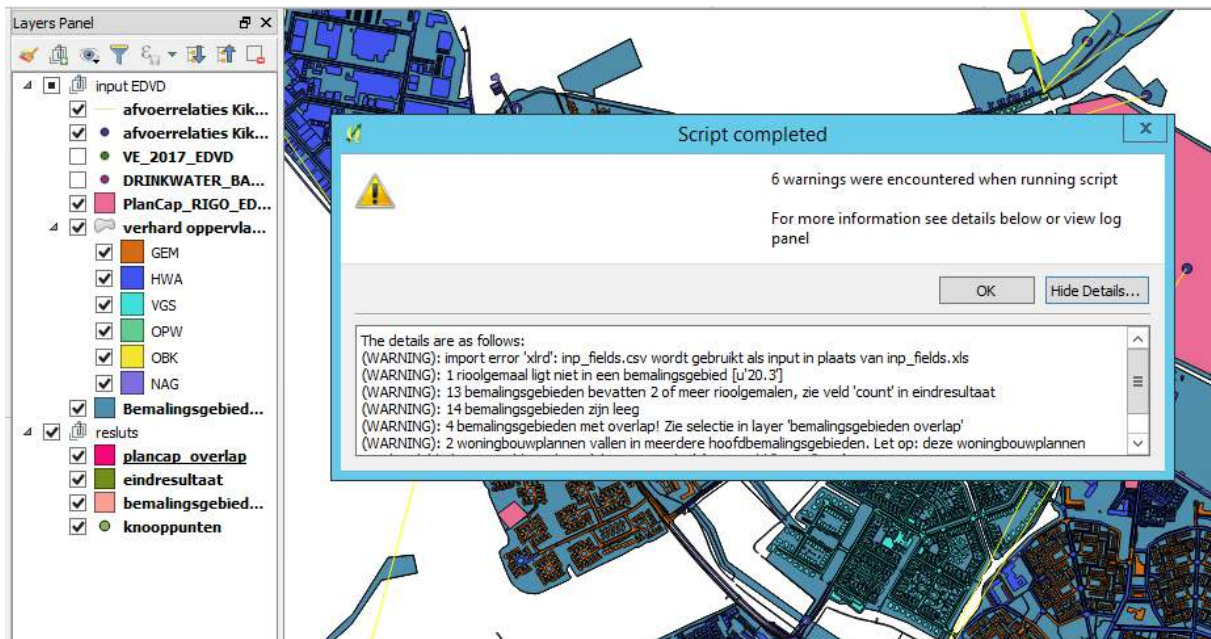 Layers Panel
input EDVD
afvoerrelaties Kik...
afvoerrelaties Kik...
VE_2017_EDVD
DRINKWATER_BA...
PlanCap_RIGO_ED...
verhard oppervla...
GEM
HWA
VGS
OPW
OBK
NAG
Bemalingsgebied...
resluts
plancap_overlap
eindresultaat
bemalingsgebied...
knooppunten
Script completed
x
6 warnings were encountered when running script
For more information see details below or view log
panel
OK
Hide Details...
The details are as follows:
(WARNING): import error 'xlrd': inp_fields.csv wordt gebruikt als input in plaats van inp_fields.xls
(WARNING): 1 rioolgemaal ligt niet in een bemalingsgebied [u'20.3']
(WARNING): 13 bemalingsgebieden bevatten 2 of meer rioolgemalen, zie veld 'count' in eindresultaat
(WARNING): 14 bemalingsgebieden zijn leeg
(WARNING): 4 bemalingsgebieden met overlap! Zie selectie in layer 'bemalingsgebieden overlap'
(WARNING): 2 woningbouwplannen vallen in meerdere hoofdbemalingsgebieden. Let op: deze woningbouwplannen